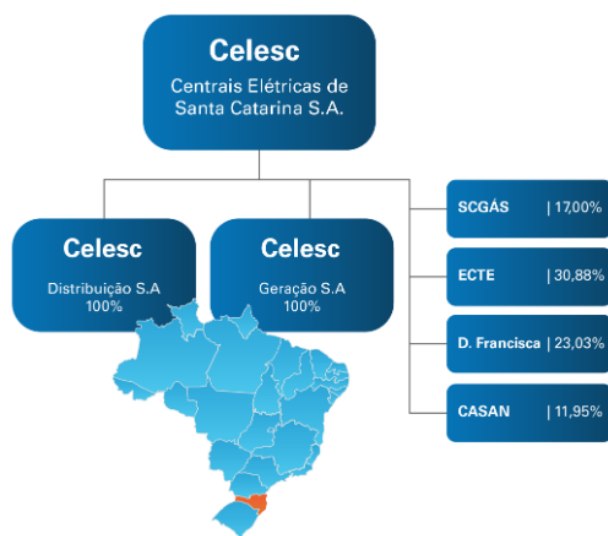 Celesc
Centrais Elétricas de
Santa Catarina S.A.
Celesc
Distribuição S.A
100%
Celesc
Geração S.A
100%
SCGÁS | 17,00%
ECTE | 30,88%
D. Francisca | 23,03%
CASAN | 11,95%